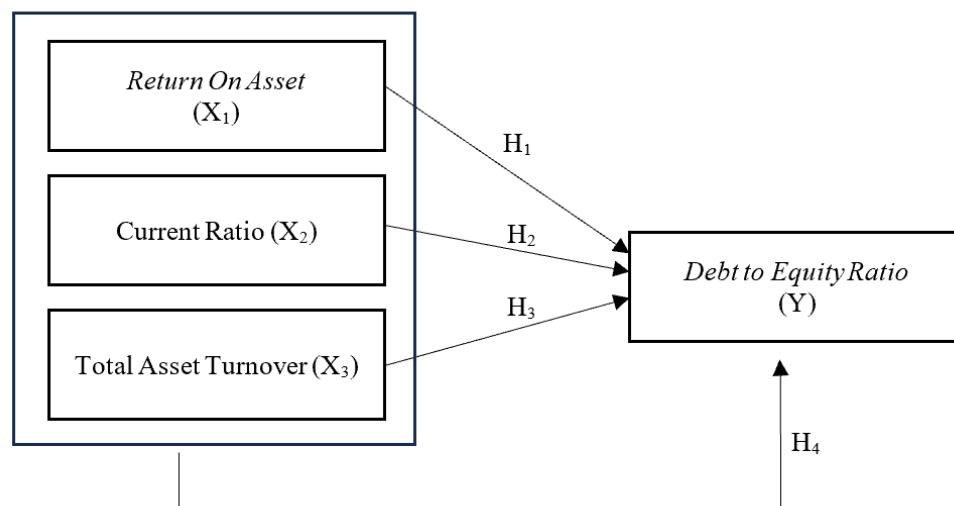 Return On Asset
(X₁)
H₁
Current Ratio (X₂)
H₂
Debt to Equity Ratio
(Y)
H₃
Total Asset Turnover (X₃)
H₄